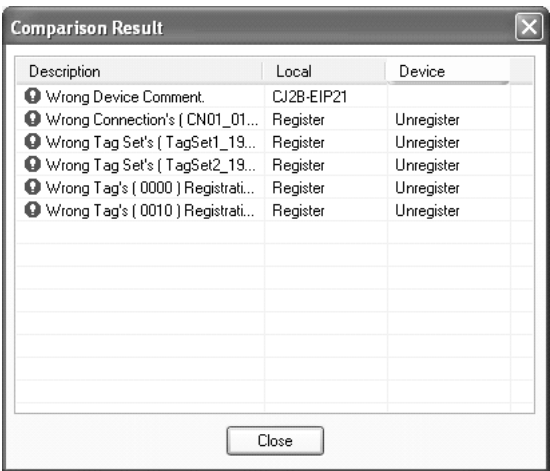 Comparison Result
Description Local Device
Wrong Device Comment. CJ2B-EIP21
Wrong Connection's ( CN01_01... Register Unregister
Wrong Tag Set's ( TagSet1_19... Register Unregister
Wrong Tag Set's ( TagSet2_19... Register Unregister
Wrong Tag's ( 0000 ) Registrati... Register Unregister
Wrong Tag's ( 0010 ) Registrati... Register Unregister
Close